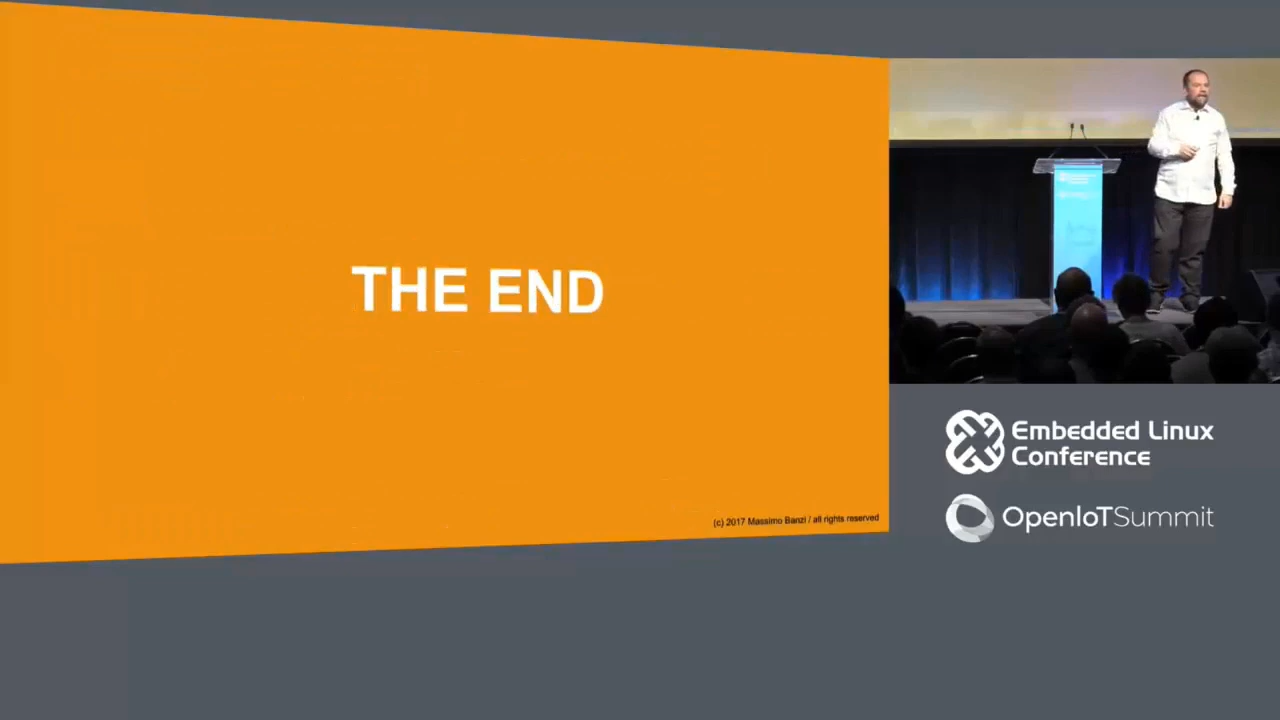 THE END
(c) 2017 Massimo Banzi / all rights reserved
Embedded Linux
Conference
OpenIoTSummit